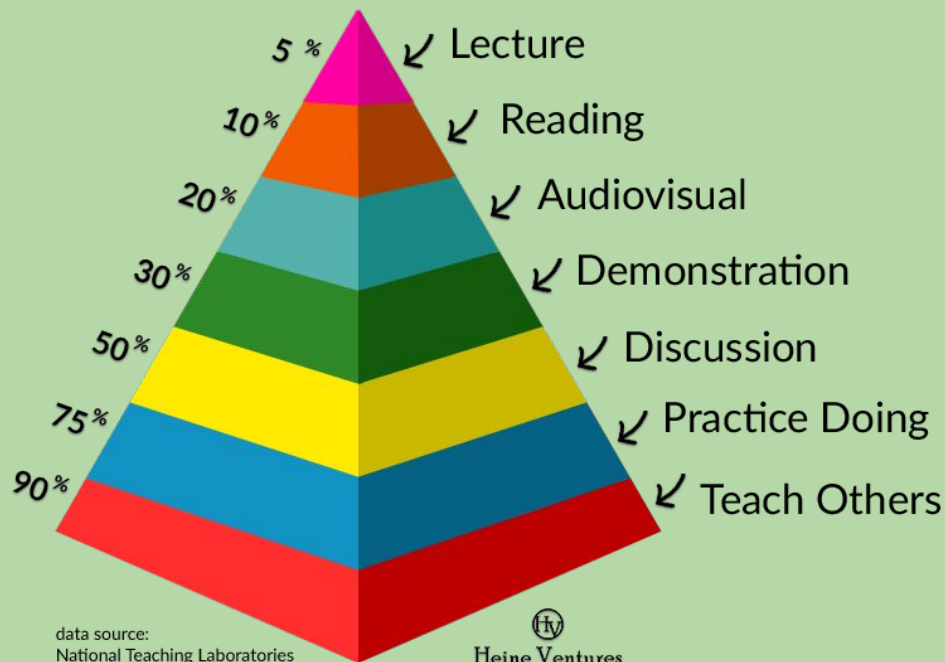 5 %
Lecture
10 %
Reading
20 %
Audiovisual
30 %
Demonstration
50 %
Discussion
75 %
Practice Doing
90 %
Teach Others
data source:
National Teaching Laboratories
HV
Heine Ventures